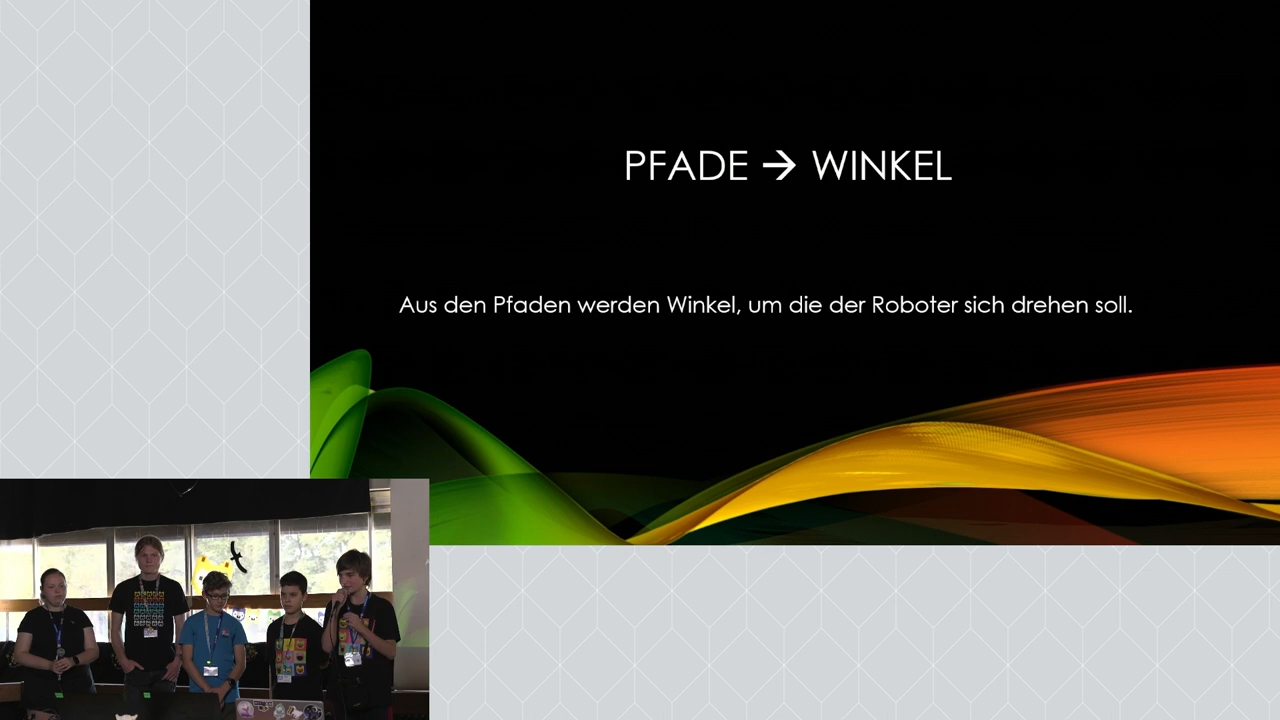 PFADE → WINKEL
Aus den Pfaden werden Winkel, um die der Roboter sich drehen soll.